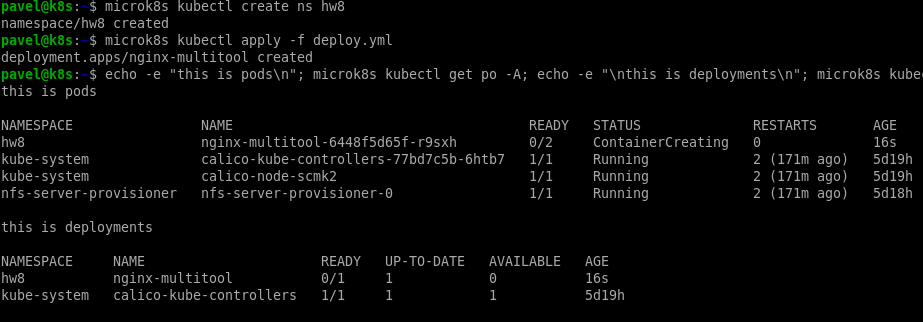 pavel@k8s:~$ microk8s kubectl create ns hw8
namespace/hw8 created
pavel@k8s:~$ microk8s kubectl apply -f deploy.yml
deployment.apps/nginx-multitool created
pavel@k8s:~$ echo -e "this is pods\n"; microk8s kubectl get po -A; echo -e "\nthis is deployments\n"; microk8s kube
this is pods
NAMESPACE NAME READY STATUS RESTARTS AGE
hw8 nginx-multitool-6448f5d65f-r9sxh 0/2 ContainerCreating 0 16s
kube-system calico-kube-controllers-77bd7c5b-6htb7 1/1 Running 2 (171m ago) 5d19h
kube-system calico-node-scmk2 1/1 Running 2 (171m ago) 5d19h
nfs-server-provisioner nfs-server-provisioner-0 1/1 Running 2 (171m ago) 5d18h
this is deployments
NAMESPACE NAME READY UP-TO-DATE AVAILABLE AGE
hw8 nginx-multitool 0/1 1 0 16s
kube-system calico-kube-controllers 1/1 1 1 5d19h